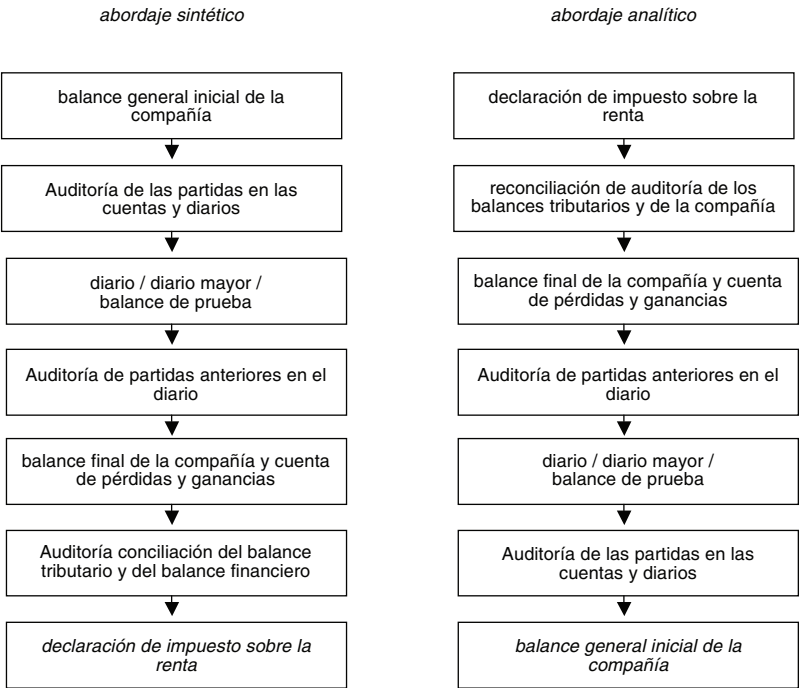 abordaje sintético
balance general inicial de la
compañía
Auditoría de las partidas en las
cuentas y diarios
diario / diario mayor /
balance de prueba
Auditoría de partidas anteriores en el
diario
balance final de la compañía y cuenta
de pérdidas y ganancias
Auditoría conciliación del balance
tributario y del balance financiero
declaración de impuesto sobre la
renta
abordaje analítico
declaración de impuesto sobre la
renta
reconciliación de auditoría de los
balances tributarios y de la compañía
balance final de la compañía y cuenta
de pérdidas y ganancias
Auditoría de partidas anteriores en el
diario
diario / diario mayor /
balance de prueba
Auditoría de las partidas en las
cuentas y diarios
balance general inicial de la
compañía